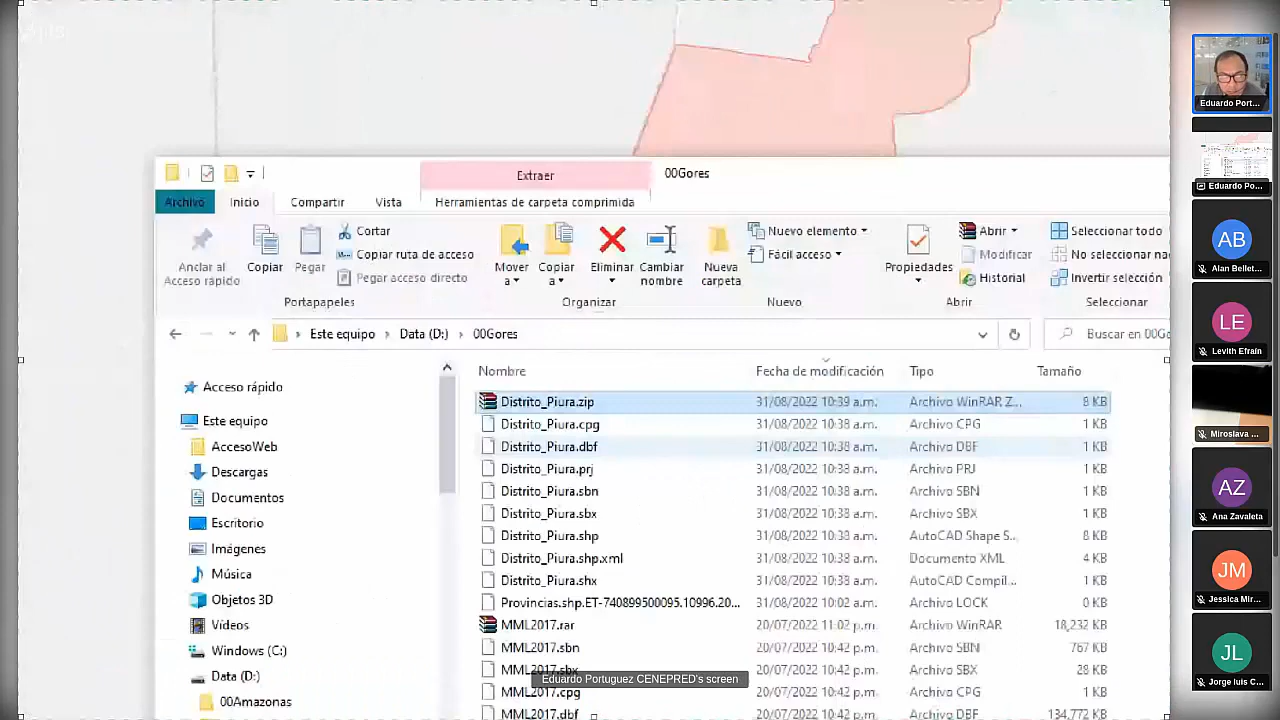 Extraer
00Gores
Archivo
Inicio
Compartir
Vista
Herramientas de carpeta comprimida
Anclar al
Acceso rápido
Copiar
Pegar
Cortar
Copiar ruta de acceso
Pegar acceso directo
Portapapeles
Mover
a
Copiar
a
Eliminar
Cambiar
nombre
Organizar
Nueva
carpeta
Nuevo elemento
Fácil acceso
Nuevo
Propiedades
Abrir
Modificar
Historial
Abrir
Seleccionar todo
No seleccionar na
Invertir selección
Seleccionar
Este equipo > Data (D:) > 00Gores
Buscar en 00Go
Acceso rápido
Este equipo
AccesoWeb
Descargas
Documentos
Escritorio
Imágenes
Música
Objetos 3D
Vídeos
Windows (C:)
Data (D:)
00Amazonas
Nombre Fecha de modificación Tipo Tamaño
Distrito_Piura.zip 31/08/2022 10:39 a.m. Archivo WinRAR Z... 8 KB
Distrito_Piura.cpg 31/08/2022 10:38 a.m. Archivo CPG 1 KB
Distrito_Piura.dbf 31/08/2022 10:38 a.m. Archivo DBF 1 KB
Distrito_Piura.prj 31/08/2022 10:38 a.m. Archivo PRJ 1 KB
Distrito_Piura.sbn 31/08/2022 10:38 a.m. Archivo SBN 1 KB
Distrito_Piura.sbx 31/08/2022 10:38 a.m. Archivo SBX 1 KB
Distrito_Piura.shp 31/08/2022 10:38 a.m. AutoCAD Shape S... 8 KB
Distrito_Piura.shp.xml 31/08/2022 10:38 a.m. Documento XML 4 KB
Distrito_Piura.shx 31/08/2022 10:38 a.m. AutoCAD Compil... 1 KB
Provincias.shp.ET-740899500095.10996.20... 31/08/2022 10:02 a.m. Archivo LOCK 0 KB
MML2017.rar 20/07/2022 11:02 p.m. Archivo WinRAR 18,232 KB
MML2017.sbn 20/07/2022 10:42 p.m. Archivo SBN 767 KB
MML2017.sbx 20/07/2022 10:42 p.m. Archivo SBX 28 KB
MML2017.cpg 20/07/2022 10:42 p.m. Archivo CPG 1 KB
MML2017.dbf 20/07/2022 10:42 p.m. Archivo DBF 134,772 KB
Eduardo Portuguez CENEPRED's screen
Eduardo Port...
Eduardo Po...
AB
Alan Bellet...
LE
Levith Efraín
Miroslava ...
AZ
Ana Zavaleta
JM
Jessica Mir...
JL
Jorge luis C...